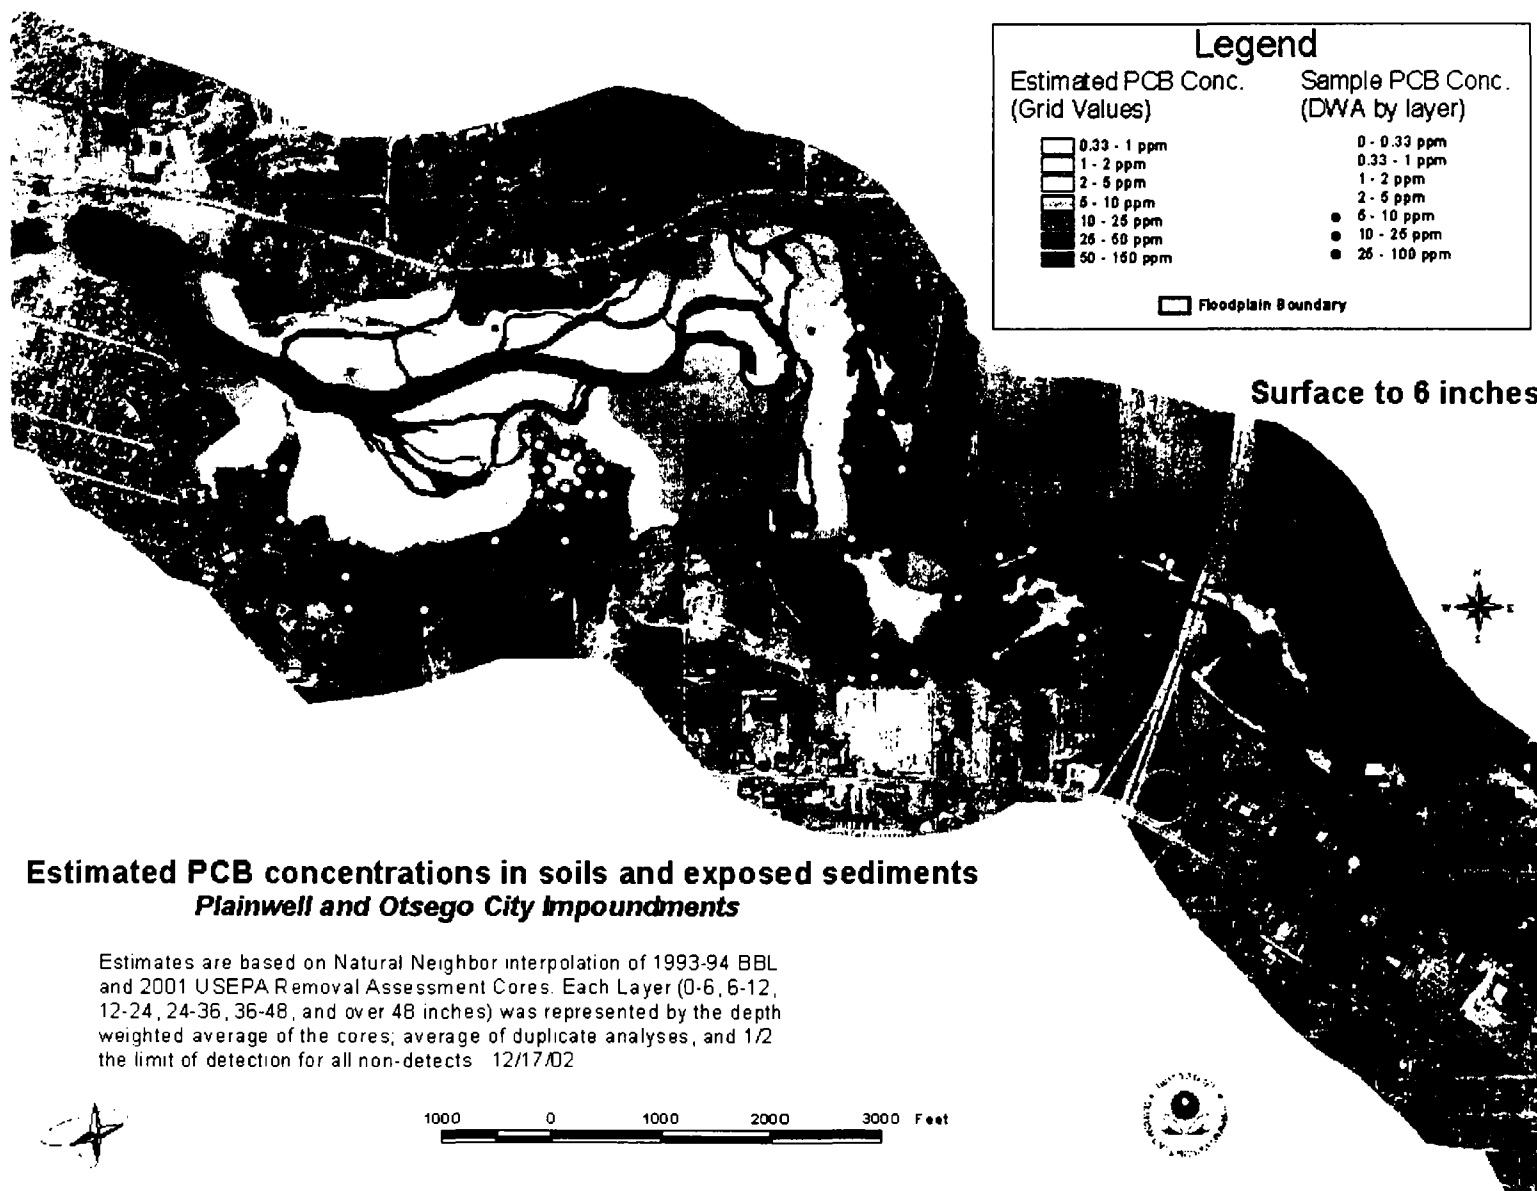 Legend
Estimated PCB Conc.
(Grid Values)
0.33 - 1 ppm
1 - 2 ppm
2 - 5 ppm
5 - 10 ppm
10 - 25 ppm
25 - 50 ppm
50 - 150 ppm
Sample PCB Conc.
(DWA by layer)
0 - 0.33 ppm
0.33 - 1 ppm
1 - 2 ppm
2 - 5 ppm
5 - 10 ppm
10 - 25 ppm
25 - 100 ppm
Floodplain Boundary
Surface to 6 inches
N
W E
S
Estimated PCB concentrations in soils and exposed sediments
Plainwell and Otsego City Impoundments
Estimates are based on Natural Neighbor interpolation of 1993-94 BBL
and 2001 USEPA Removal Assessment Cores. Each Layer (0-6, 6-12,
12-24, 24-36, 36-48, and over 48 inches) was represented by the depth
weighted average of the cores; average of duplicate analyses, and 1/2
the limit of detection for all non-detects 12/17/02
1000 0 1000 2000 3000 Feet